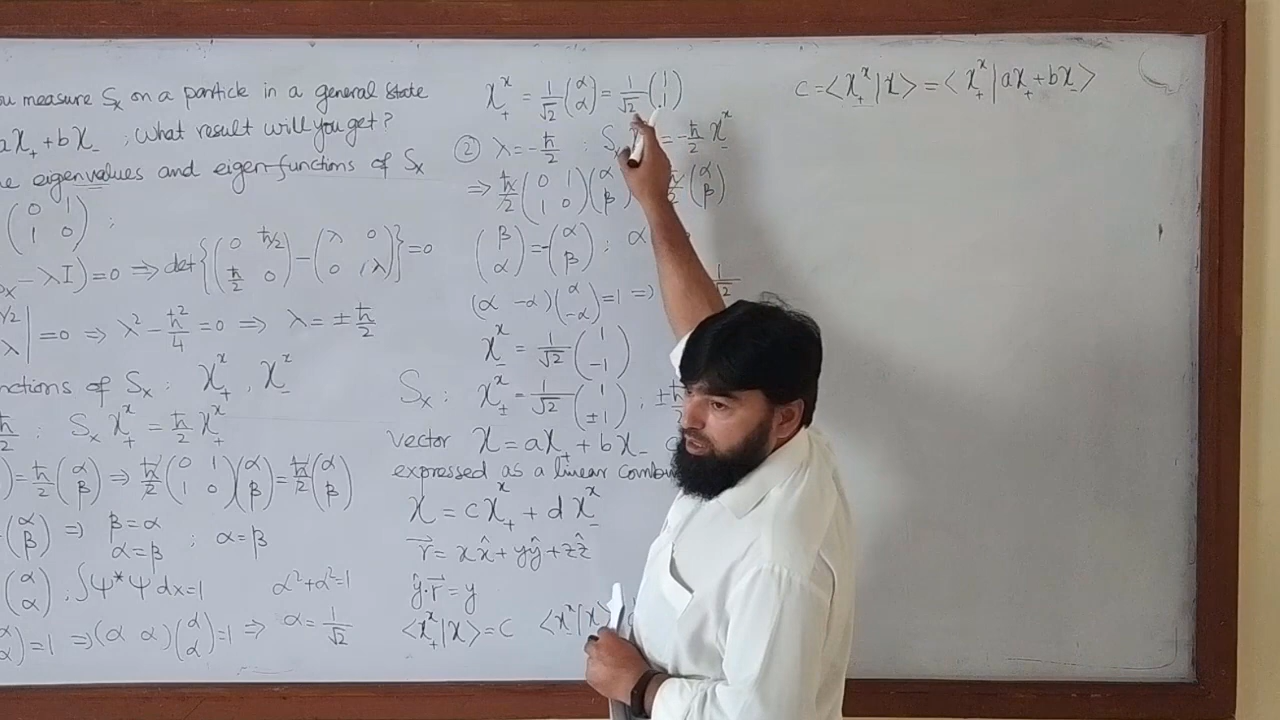 measure Sₓ on a particle in a general state
aχ₊ + bχ₋ ; What result will you get?
eigenvalues and eigen-functions of Sₓ
(0 1; 1 0) ;
− λI) = 0 ⇒ det{(0 ħ/2; ħ/2 0) − (λ 0; 0 λ)} = 0
= 0 ⇒ λ² − ħ²/4 = 0 ⇒ λ = ± ħ/2
of Sₓ : χ₊ˣ , χ₋ˣ
: Sₓ χ₊ˣ = ħ/2 χ₊ˣ
= ħ/2 (α; β) ⇒ ħ/2 (0 1; 1 0)(α; β) = ħ/2 (α; β)
(α; β) ⇒ β = α α = β ; α = β
(α; α) ; ∫Ψ*Ψ dx = 1 α² + α² = 1
= 1 ⇒ (α α)(α; α) = 1 ⇒ α = 1/√2
χ₊ˣ = 1/√2 (α; α) = 1/√2 (1; 1)
② λ = −ħ/2 : Sₓ = −ħ/2 χ₋ˣ
⇒ ħ/2 (0 1; 1 0)(α; β) (α; β)
(β; α) = −(α; β) ; α
(α −α)(α; −α) = 1 ⇒ 1/√2
χ₋ˣ = 1/√2 (1; −1)
Sₓ : χ±ˣ = 1/√2 (1; ±1) ; ±ħ/2
vector χ = aχ₊ + bχ₋
expressed as a linear
χ = cχ₊ˣ + dχ₋ˣ
r⃗ = x x̂ + y ŷ + z ẑ
ŷ·r⃗ = y
⟨χ₊ˣ|χ⟩ = c ⟨χ₋ˣ|χ⟩
c = ⟨χ₊ˣ|χ⟩ = ⟨χ₊ˣ|aχ₊ + bχ₋⟩